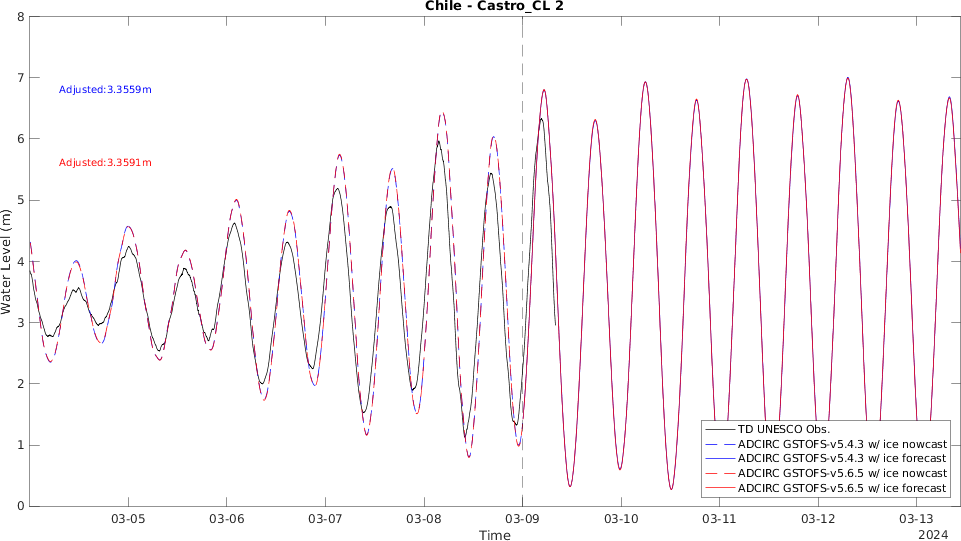 Chile - Castro_CL 2
8
7
6
5
4
3
2
1
0
Water Level (m)
Adjusted:3.3559m
Adjusted:3.3591m
TD UNESCO Obs.
ADCIRC GSTOFS-v5.4.3 w/ ice nowcast
ADCIRC GSTOFS-v5.4.3 w/ ice forecast
ADCIRC GSTOFS-v5.6.5 w/ ice nowcast
ADCIRC GSTOFS-v5.6.5 w/ ice forecast
03-05 03-06 03-07 03-08 03-09 03-10 03-11 03-12 03-13
Time
2024